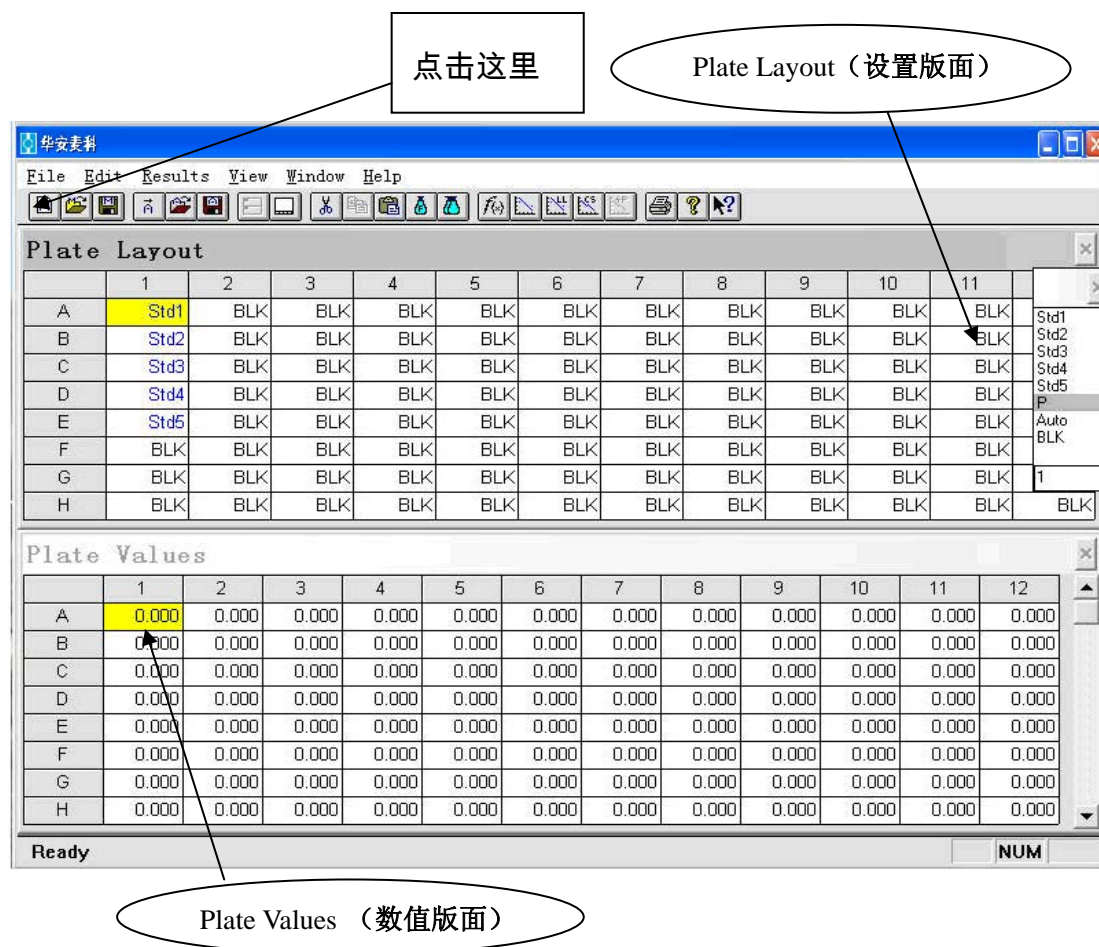 点击这里
Plate Layout（设置版面）
华安麦科
File Edit Results View Window Help
Plate Layout
1 2 3 4 5 6 7 8 9 10 11
A Std1 BLK BLK BLK BLK BLK BLK BLK BLK BLK BLK
B Std2 BLK BLK BLK BLK BLK BLK BLK BLK BLK BLK
C Std3 BLK BLK BLK BLK BLK BLK BLK BLK BLK BLK
D Std4 BLK BLK BLK BLK BLK BLK BLK BLK BLK BLK
E Std5 BLK BLK BLK BLK BLK BLK BLK BLK BLK BLK
F BLK BLK BLK BLK BLK BLK BLK BLK BLK BLK BLK
G BLK BLK BLK BLK BLK BLK BLK BLK BLK BLK BLK
H BLK BLK BLK BLK BLK BLK BLK BLK BLK BLK BLK BLK
Std1
Std2
Std3
Std4
Std5
P
Auto
BLK
1
Plate Values
1 2 3 4 5 6 7 8 9 10 11 12
A 0.000 0.000 0.000 0.000 0.000 0.000 0.000 0.000 0.000 0.000 0.000 0.000
B 0.000 0.000 0.000 0.000 0.000 0.000 0.000 0.000 0.000 0.000 0.000 0.000
C 0.000 0.000 0.000 0.000 0.000 0.000 0.000 0.000 0.000 0.000 0.000 0.000
D 0.000 0.000 0.000 0.000 0.000 0.000 0.000 0.000 0.000 0.000 0.000 0.000
E 0.000 0.000 0.000 0.000 0.000 0.000 0.000 0.000 0.000 0.000 0.000 0.000
F 0.000 0.000 0.000 0.000 0.000 0.000 0.000 0.000 0.000 0.000 0.000 0.000
G 0.000 0.000 0.000 0.000 0.000 0.000 0.000 0.000 0.000 0.000 0.000 0.000
H 0.000 0.000 0.000 0.000 0.000 0.000 0.000 0.000 0.000 0.000 0.000 0.000
Ready NUM
Plate Values （数值版面）